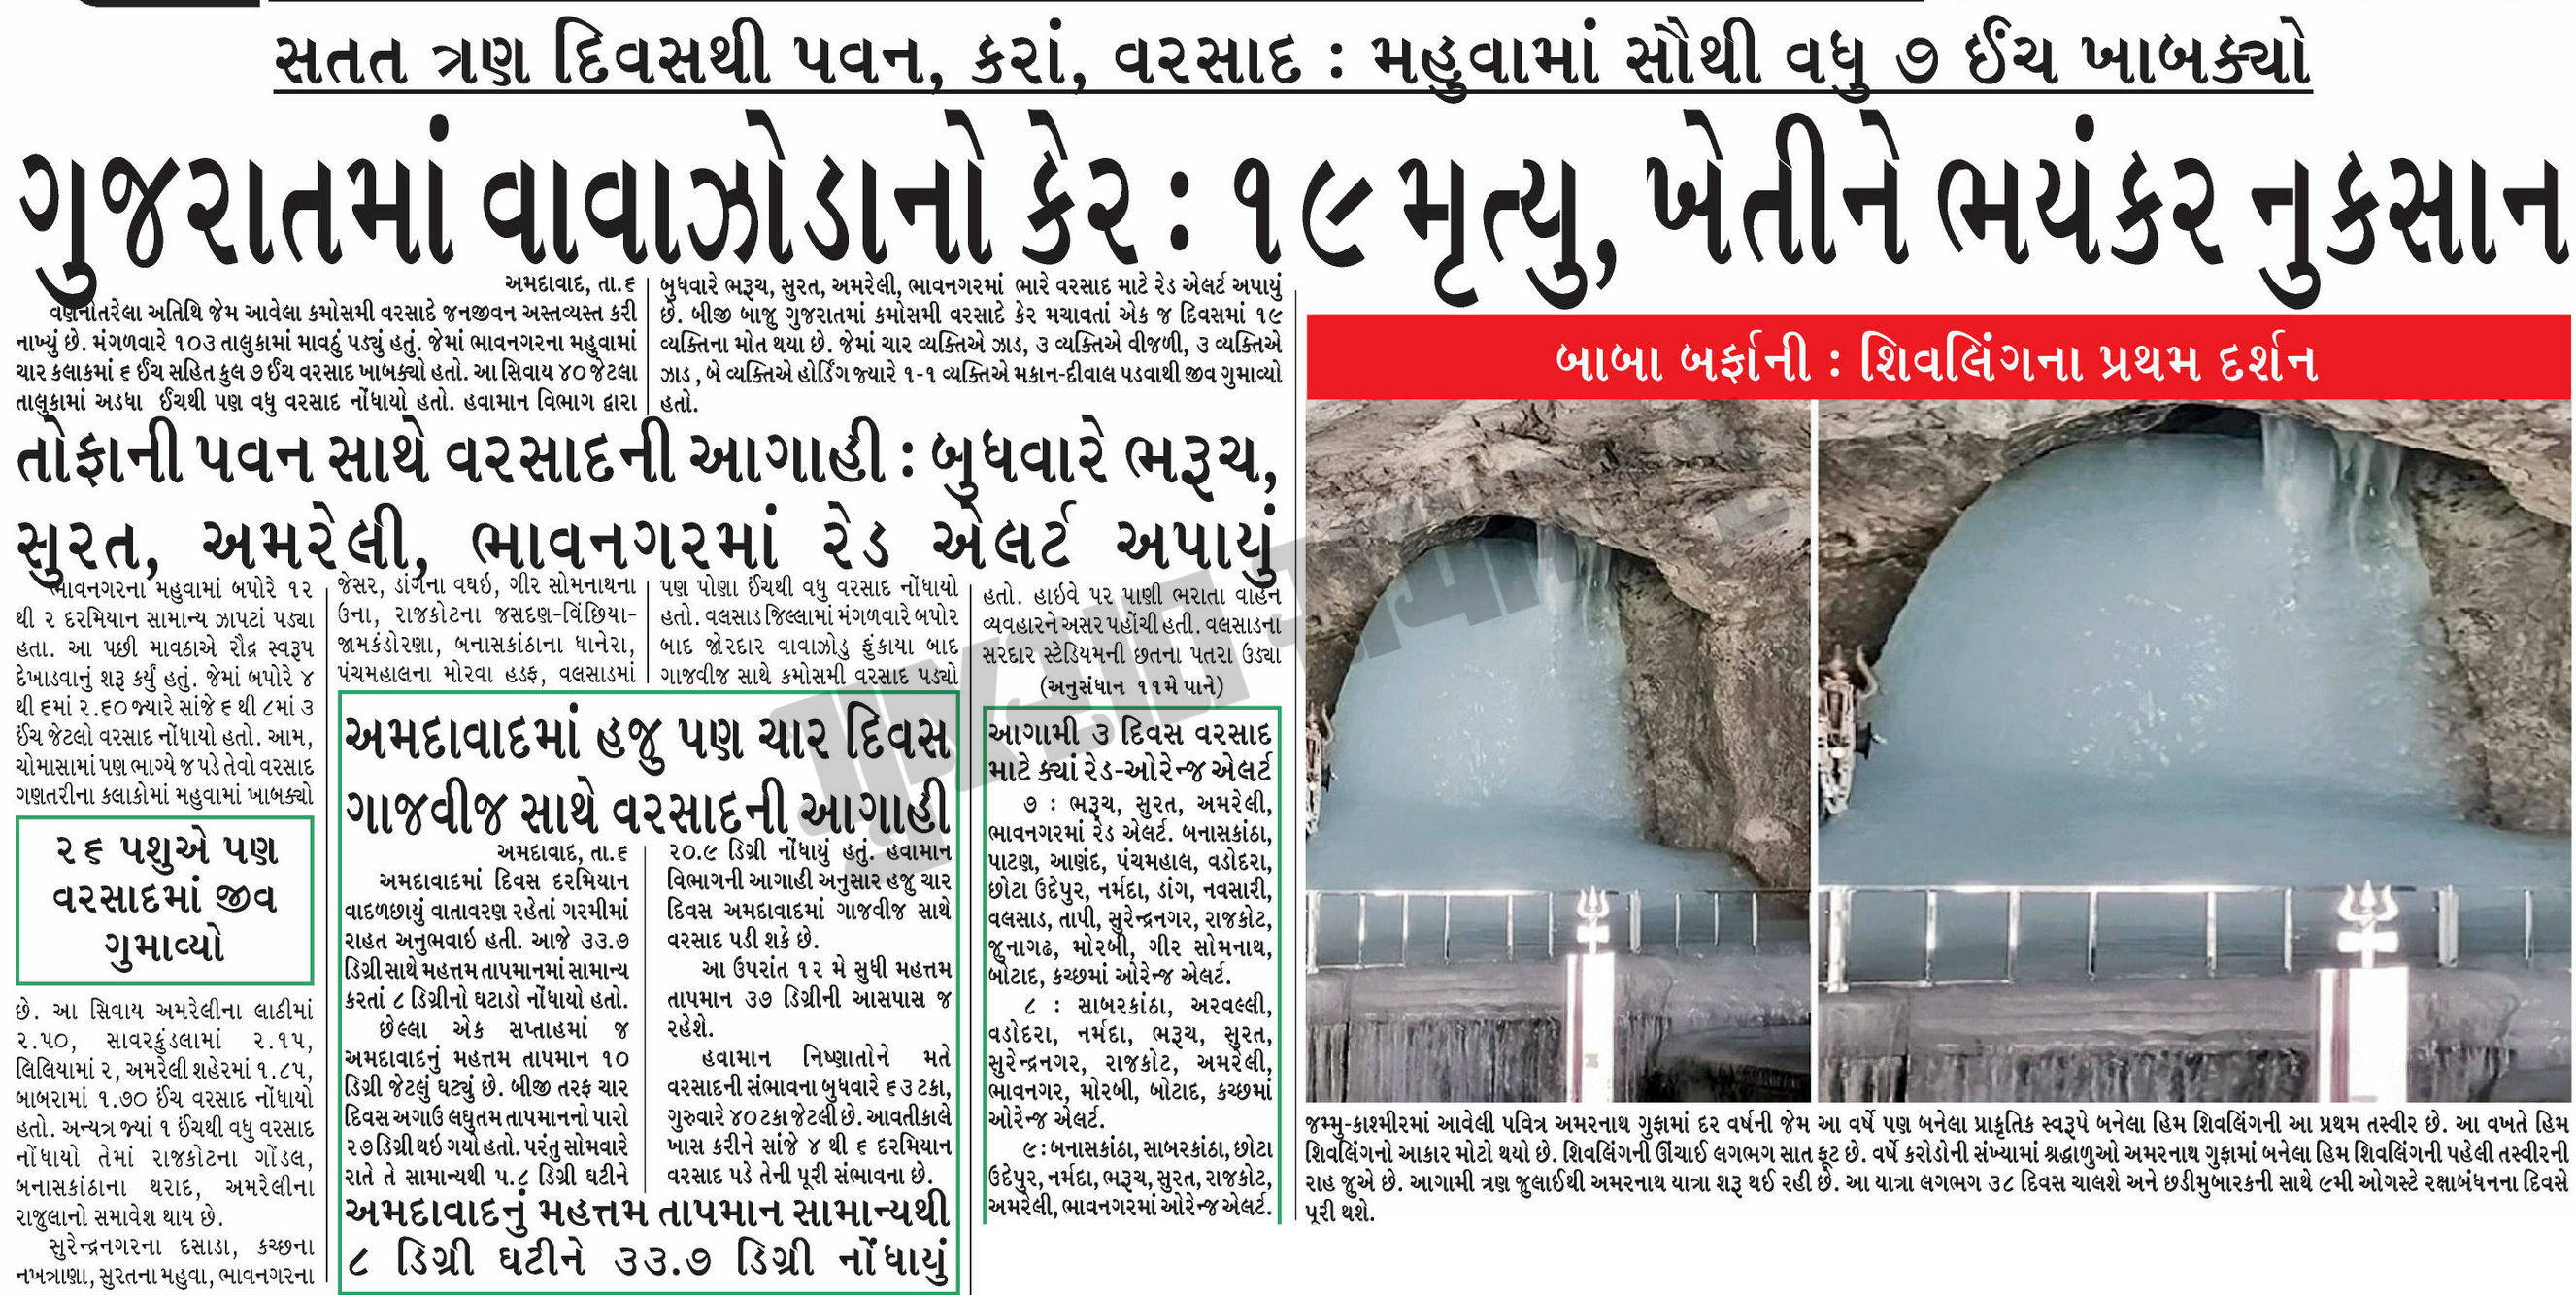 સતત ત્રણ દિવસથી પવન, કરાં, વરસાદ : મહુવામાં સૌથી વધુ ૭ ઈંચ ખાબક્યો
ગુજરાતમાં વાવાઝોડાનો કેર : ૧૯ મૃત્યુ, ખેતીને ભયંકર નુકસાન
અમદાવાદ, તા.૬
વણનોતરેલા અતિથિ જેમ આવેલા કમોસમી વરસાદે જનજીવન અસ્તવ્યસ્ત કરી
નાખ્યું છે. મંગળવારે ૧૦૩ તાલુકામાં માવઠું પડ્યું હતું. જેમાં ભાવનગરના મહુવામાં
ચાર કલાકમાં ૬ ઈંચ સહિત કુલ ૭ ઈંચ વરસાદ ખાબક્યો હતો. આ સિવાય ૪૦ જેટલા
તાલુકામાં અડધા ઈંચથી પણ વધુ વરસાદ નોંધાયો હતો. હવામાન વિભાગ દ્વારા
બુધવારે ભરૂચ, સુરત, અમરેલી, ભાવનગરમાં ભારે વરસાદ માટે રેડ એલર્ટ અપાયું
છે. બીજી બાજુ ગુજરાતમાં કમોસમી વરસાદે કેર મચાવતાં એક જ દિવસમાં ૧૯
વ્યક્તિના મોત થયા છે. જેમાં ચાર વ્યક્તિએ ઝાડ, ૩ વ્યક્તિએ વીજળી, ૩ વ્યક્તિએ
ઝાડ, બે વ્યક્તિએ હોર્ડિંગ જ્યારે ૧-૧ વ્યક્તિએ મકાન-દીવાલ પડવાથી જીવ ગુમાવ્યો
હતો.
તોફાની પવન સાથે વરસાદની આગાહી : બુધવારે ભરૂચ,
સુરત, અમરેલી, ભાવનગરમાં રેડ એલર્ટ અપાયું
ભાવનગરના મહુવામાં બપોરે ૧૨
થી ૨ દરમિયાન સામાન્ય ઝાપટાં પડ્યા
હતા. આ પછી માવઠાએ રૌદ્ર સ્વરૂપ
દેખાડવાનું શરૂ કર્યું હતું. જેમાં બપોરે ૪
થી ૬માં ૨.૬૦ જ્યારે સાંજે ૬ થી ૮માં ૩
ઈંચ જેટલો વરસાદ નોંધાયો હતો. આમ,
ચોમાસામાં પણ ભાગ્યે જ પડે તેવો વરસાદ
ગણતરીના કલાકોમાં મહુવામાં ખાબક્યો
૨૬ પશુએ પણ
વરસાદમાં જીવ
ગુમાવ્યો
છે. આ સિવાય અમરેલીના લાઠીમાં
૨.૫૦, સાવરકુંડલામાં ૨.૧૫,
લિલિયામાં ૨, અમરેલી શહેરમાં ૧.૮૫,
બાબરામાં ૧.૭૦ ઈંચ વરસાદ નોંધાયો
હતો. અન્યત્ર જ્યાં ૧ ઈંચથી વધુ વરસાદ
નોંધાયો તેમાં રાજકોટના ગોંડલ,
બનાસકાંઠાના થરાદ, અમરેલીના
રાજુલાનો સમાવેશ થાય છે.
સુરેન્દ્રનગરના દસાડા, કચ્છના
નખત્રાણા, સુરતના મહુવા, ભાવનગરના
જેસર, ડાંગના વઘઇ, ગીર સોમનાથના
ઉના, રાજકોટના જસદણ-વિંછિયા-
જામકંડોરણા, બનાસકાંઠાના ધાનેરા,
પંચમહાલના મોરવા હડફ, વલસાડમાં
પણ પોણા ઈંચથી વધુ વરસાદ નોંધાયો
હતો. વલસાડ જિલ્લામાં મંગળવારે બપોર
બાદ જોરદાર વાવાઝોડુ ફુંકાયા બાદ
ગાજવીજ સાથે કમોસમી વરસાદ પડ્યો
હતો. હાઇવે પર પાણી ભરાતા વાહન
વ્યવહારને અસર પહોંચી હતી. વલસાડના
સરદાર સ્ટેડિયમની છતના પતરા ઉડ્યા
(અનુસંધાન ૧૧મે પાને)
અમદાવાદમાં હજુ પણ ચાર દિવસ
ગાજવીજ સાથે વરસાદની આગાહી
અમદાવાદ, તા.૬
અમદાવાદમાં દિવસ દરમિયાન
વાદળછાયું વાતાવરણ રહેતાં ગરમીમાં
રાહત અનુભવાઇ હતી. આજે ૩૩.૭
ડિગ્રી સાથે મહત્તમ તાપમાનમાં સામાન્ય
કરતાં ૮ ડિગ્રીનો ઘટાડો નોંધાયો હતો.
છેલ્લા એક સપ્તાહમાં જ
અમદાવાદનું મહત્તમ તાપમાન ૧૦
ડિગ્રી જેટલું ઘટ્યું છે. બીજી તરફ ચાર
દિવસ અગાઉ લઘુતમ તાપમાનનો પારો
૨૭ ડિગ્રી થઇ ગયો હતો. પરંતુ સોમવારે
રાતે તે સામાન્યથી ૫.૮ ડિગ્રી ઘટીને
૨૦.૯ ડિગ્રી નોંધાયું હતું. હવામાન
વિભાગની આગાહી અનુસાર હજુ ચાર
દિવસ અમદાવાદમાં ગાજવીજ સાથે
વરસાદ પડી શકે છે.
આ ઉપરાંત ૧૨ મે સુધી મહત્તમ
તાપમાન ૩૭ ડિગ્રીની આસપાસ જ
રહેશે.
હવામાન નિષ્ણાતોને મતે
વરસાદની સંભાવના બુધવારે ૬૩ ટકા,
ગુરુવારે ૪૦ ટકા જેટલી છે. આવતીકાલે
ખાસ કરીને સાંજે ૪ થી ૬ દરમિયાન
વરસાદ પડે તેની પૂરી સંભાવના છે.
અમદાવાદનું મહત્તમ તાપમાન સામાન્યથી
૮ ડિગ્રી ઘટીને ૩૩.૭ ડિગ્રી નોંધાયું
આગામી ૩ દિવસ વરસાદ
માટે ક્યાં રેડ-ઓરેન્જ એલર્ટ
૭ : ભરૂચ, સુરત, અમરેલી,
ભાવનગરમાં રેડ એલર્ટ. બનાસકાંઠા,
પાટણ, આણંદ, પંચમહાલ, વડોદરા,
છોટા ઉદેપુર, નર્મદા, ડાંગ, નવસારી,
વલસાડ, તાપી, સુરેન્દ્રનગર, રાજકોટ,
જુનાગઢ, મોરબી, ગીર સોમનાથ,
બોટાદ, કચ્છમાં ઓરેન્જ એલર્ટ.
૮ : સાબરકાંઠા, અરવલ્લી,
વડોદરા, નર્મદા, ભરૂચ, સુરત,
સુરેન્દ્રનગર, રાજકોટ, અમરેલી,
ભાવનગર, મોરબી, બોટાદ, કચ્છમાં
ઓરેન્જ એલર્ટ.
૯ : બનાસકાંઠા, સાબરકાંઠા, છોટા
ઉદેપુર, નર્મદા, ભરૂચ, સુરત, રાજકોટ,
અમરેલી, ભાવનગરમાં ઓરેન્જ એલર્ટ.
બાબા બર્ફાની : શિવલિંગના પ્રથમ દર્શન
જમ્મુ-કાશ્મીરમાં આવેલી પવિત્ર અમરનાથ ગુફામાં દર વર્ષની જેમ આ વર્ષે પણ બનેલા પ્રાકૃતિક સ્વરૂપે બનેલા હિમ શિવલિંગની આ પ્રથમ તસ્વીર છે. આ વખતે હિમ
શિવલિંગનો આકાર મોટો થયો છે. શિવલિંગની ઊંચાઈ લગભગ સાત ફૂટ છે. વર્ષે કરોડોની સંખ્યામાં શ્રદ્ધાળુઓ અમરનાથ ગુફામાં બનેલા હિમ શિવલિંગની પહેલી તસ્વીરની
રાહ જુએ છે. આગામી ત્રણ જુલાઈથી અમરનાથ યાત્રા શરૂ થઈ રહી છે. આ યાત્રા લગભગ ૩૮ દિવસ ચાલશે અને છડીમુબારકની સાથે ૯મી ઓગસ્ટે રક્ષાબંધનના દિવસે
પૂરી થશે.